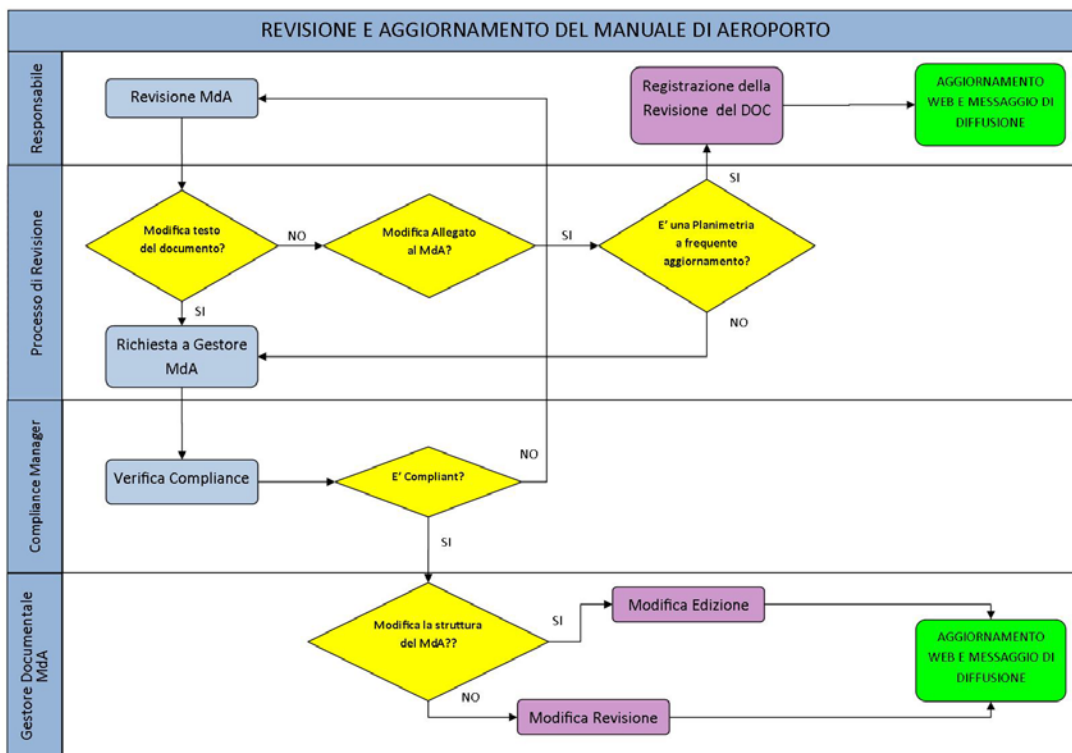 REVISIONE E AGGIORNAMENTO DEL MANUALE DI AEROPORTO
Responsabile
Revisione MdA
Registrazione della
Revisione del DOC
AGGIORNAMENTO
WEB E MESSAGGIO DI
DIFFUSIONE
Processo di Revisione
Modifica testo
del documento?
NO
Modifica Allegato
al MdA?
SI
E' una Planimetria
a frequente
aggiornamento?
SI
SI
NO
Richiesta a Gestore
MdA
Compliance Manager
Verifica Compliance
E' Compliant?
NO
SI
Gestore Documentale
MdA
Modifica la struttura
del MdA??
SI
Modifica Edizione
NO
Modifica Revisione
AGGIORNAMENTO
WEB E MESSAGGIO DI
DIFFUSIONE